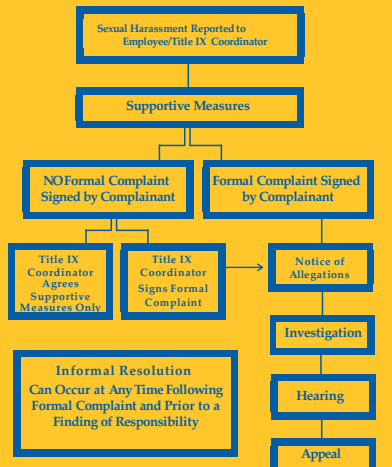 Sexual Harassment Reported to
Employee/Title IX Coordinator
Supportive Measures
NO Formal Complaint
Signed by Complainant
Formal Complaint Signed
by Complainant
Title IX
Coordinator
Agrees
Supportive
Measures Only
Title IX
Coordinator
Signs Formal
Complaint
Notice of
Allegations
Investigation
Informal Resolution
Can Occur at Any Time Following
Formal Complaint and Prior to a
Finding of Responsibility
Hearing
Appeal